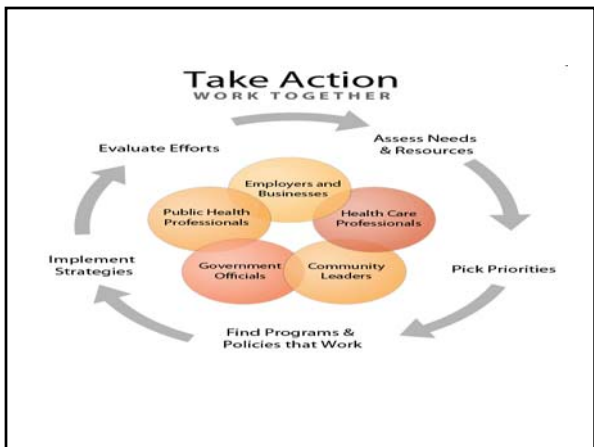 Take Action
WORK TOGETHER
Assess Needs
& Resources
Pick Priorities
Find Programs &
Policies that Work
Implement
Strategies
Evaluate Efforts
Employers and
Businesses
Health Care
Professionals
Community
Leaders
Government
Officials
Public Health
Professionals